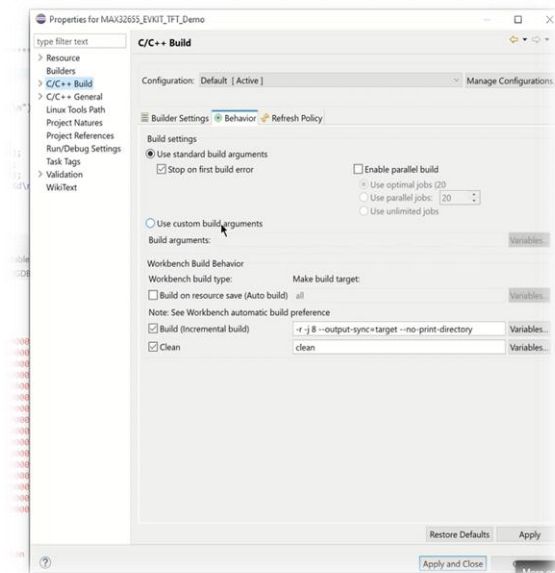 Properties for MAX32655_EVKIT_TFT_Demo
type filter text
C/C++ Build
Resource
Builders
C/C++ Build
C/C++ General
Linux Tools Path
Project Natures
Project References
Run/Debug Settings
Task Tags
Validation
WikiText
Configuration: Default [ Active ] Manage Configurations
Builder Settings Behavior Refresh Policy
Build settings
Use standard build arguments
Stop on first build error Enable parallel build
Use optimal jobs (20
Use parallel jobs: 20
Use unlimited jobs
Use custom build arguments
Build arguments: Variables...
Workbench Build Behavior
Workbench build type: Make build target:
Build on resource save (Auto build) all Variables...
Note: See Workbench automatic build preference
Build (Incremental build) -r -j 8 --output-sync=target --no-print-directory Variables...
Clean clean Variables...
Restore Defaults Apply
Apply and Close